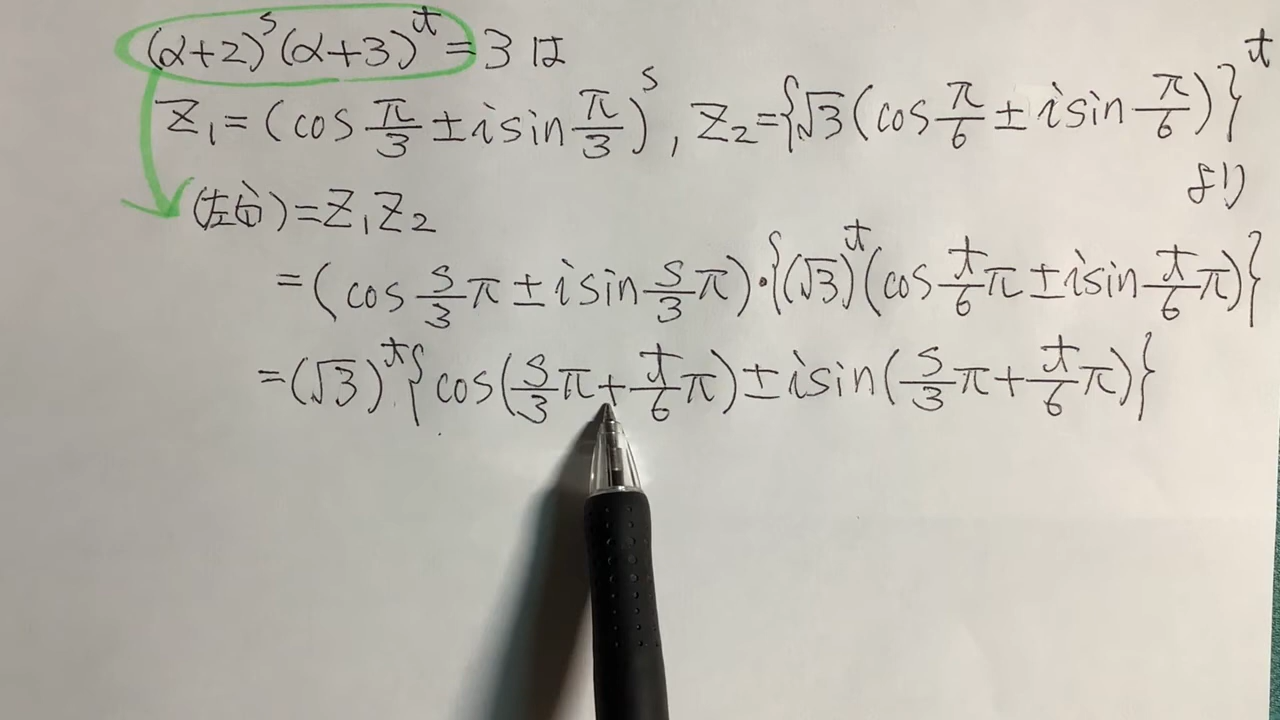 (α+2)^s(α+3)^t=3は
Z₁=(cos π/3 ± i sin π/3)^s, Z₂={√3(cos π/6 ± i sin π/6)}^t
より
(左辺)=Z₁Z₂
=(cos s/3 π ± i sin s/3 π)・{(√3)^t(cos t/6 π ± i sin t/6 π)}
=(√3)^t{cos(s/3 π + t/6 π) ± i sin(s/3 π + t/6 π)}